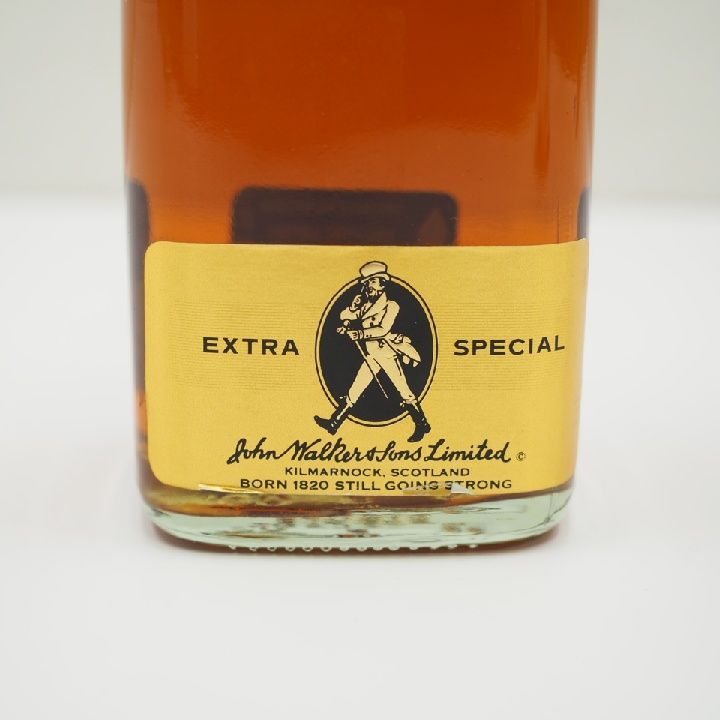 EXTRA SPECIAL
John Walker & Sons Limited ©
KILMARNOCK, SCOTLAND
BORN 1820 STILL GOING STRONG